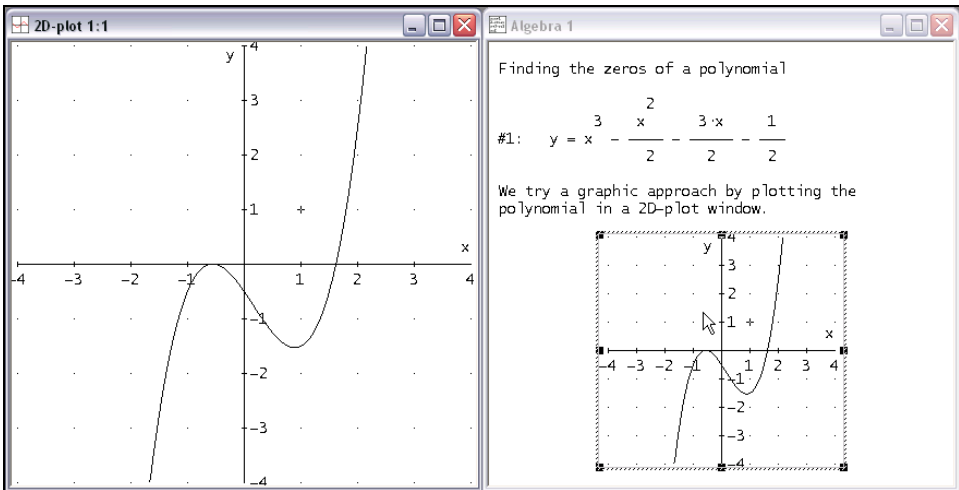 2D-plot 1:1
y
4
3
2
1
x
-4 -3 -2 -1 1 2 3 4
-1
-2
-3
-4
Algebra 1
Finding the zeros of a polynomial
2
3 x 3·x 1
#1: y = x - ── - ── - ──
2 2 2
We try a graphic approach by plotting the
polynomial in a 2D-plot window.
y 4
3
2
1
x
-4 -3 -2 -1 1 2 3 4
-1
-2
-3
-4